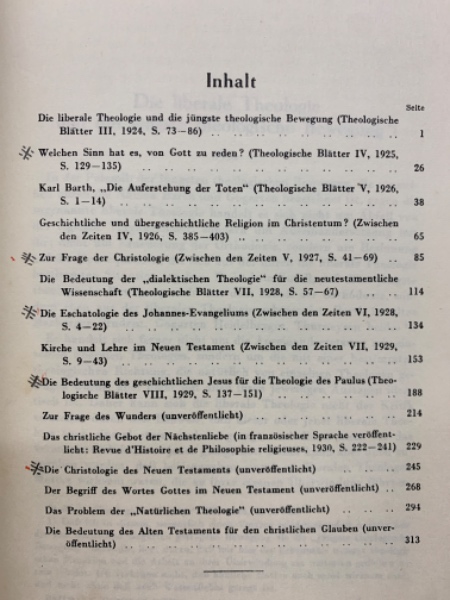 Inhalt
Seite
Die liberale Theologie und die jüngste theologische Bewegung (Theologische
Blätter III, 1924, S. 73—86) .. .. .. .. .. .. .. .. .. 1
Welchen Sinn hat es, von Gott zu reden? (Theologische Blätter IV, 1925,
S. 129—135) .. .. .. .. .. .. .. .. .. .. 26
Karl Barth, „Die Auferstehung der Toten" (Theologische Blätter V, 1926,
S. 1—14) .. .. .. .. .. .. .. .. .. .. 38
Geschichtliche und übergeschichtliche Religion im Christentum? (Zwischen
den Zeiten IV, 1926, S. 385—403) .. .. .. .. .. .. .. 65
Zur Frage der Christologie (Zwischen den Zeiten V, 1927, S. 41—69) .. 85
Die Bedeutung der „dialektischen Theologie" für die neutestamentliche
Wissenschaft (Theologische Blätter VII, 1928, S. 57—67) .. .. 114
Die Eschatologie des Johannes-Evangeliums (Zwischen den Zeiten VI, 1928,
S. 4—22) .. .. .. .. .. .. .. .. .. .. 134
Kirche und Lehre im Neuen Testament (Zwischen den Zeiten VII, 1929,
S. 9—43) .. .. .. .. .. .. .. .. .. .. 153
Die Bedeutung des geschichtlichen Jesus für die Theologie des Paulus (Theo-
logische Blätter VIII, 1929, S. 137—151) .. .. .. .. .. 188
Zur Frage des Wunders (unveröffentlicht) .. .. .. .. .. 214
Das christliche Gebot der Nächstenliebe (in französischer Sprache veröffent-
licht: Revue d'Histoire et de Philosophie religieuses, 1930, S. 222—241) 229
Die Christologie des Neuen Testaments (unveröffentlicht) .. .. .. 245
Der Begriff des Wortes Gottes im Neuen Testament (unveröffentlicht) .. 268
Das Problem der „Natürlichen Theologie" (unveröffentlicht) .. .. 294
Die Bedeutung des Alten Testaments für den christlichen Glauben (unver-
öffentlicht) .. .. .. .. .. .. .. .. .. 313